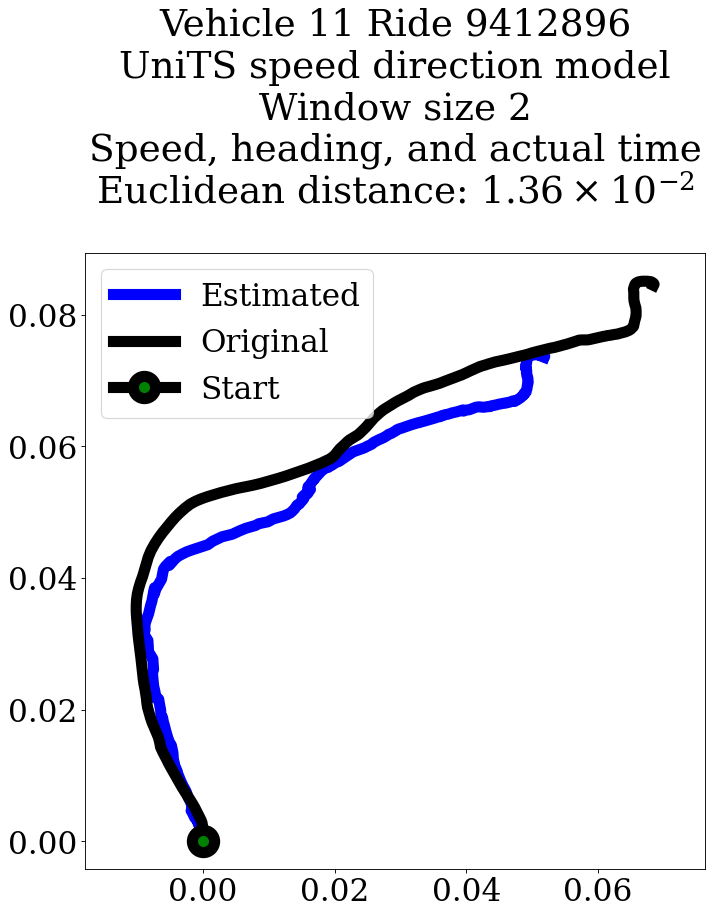 Vehicle 11 Ride 9412896
UniTS speed direction model
Window size 2
Speed, heading, and actual time
Euclidean distance: 1.36 × 10⁻²
Estimated
Original
Start
0.08
0.06
0.04
0.02
0.00
0.00 0.02 0.04 0.06